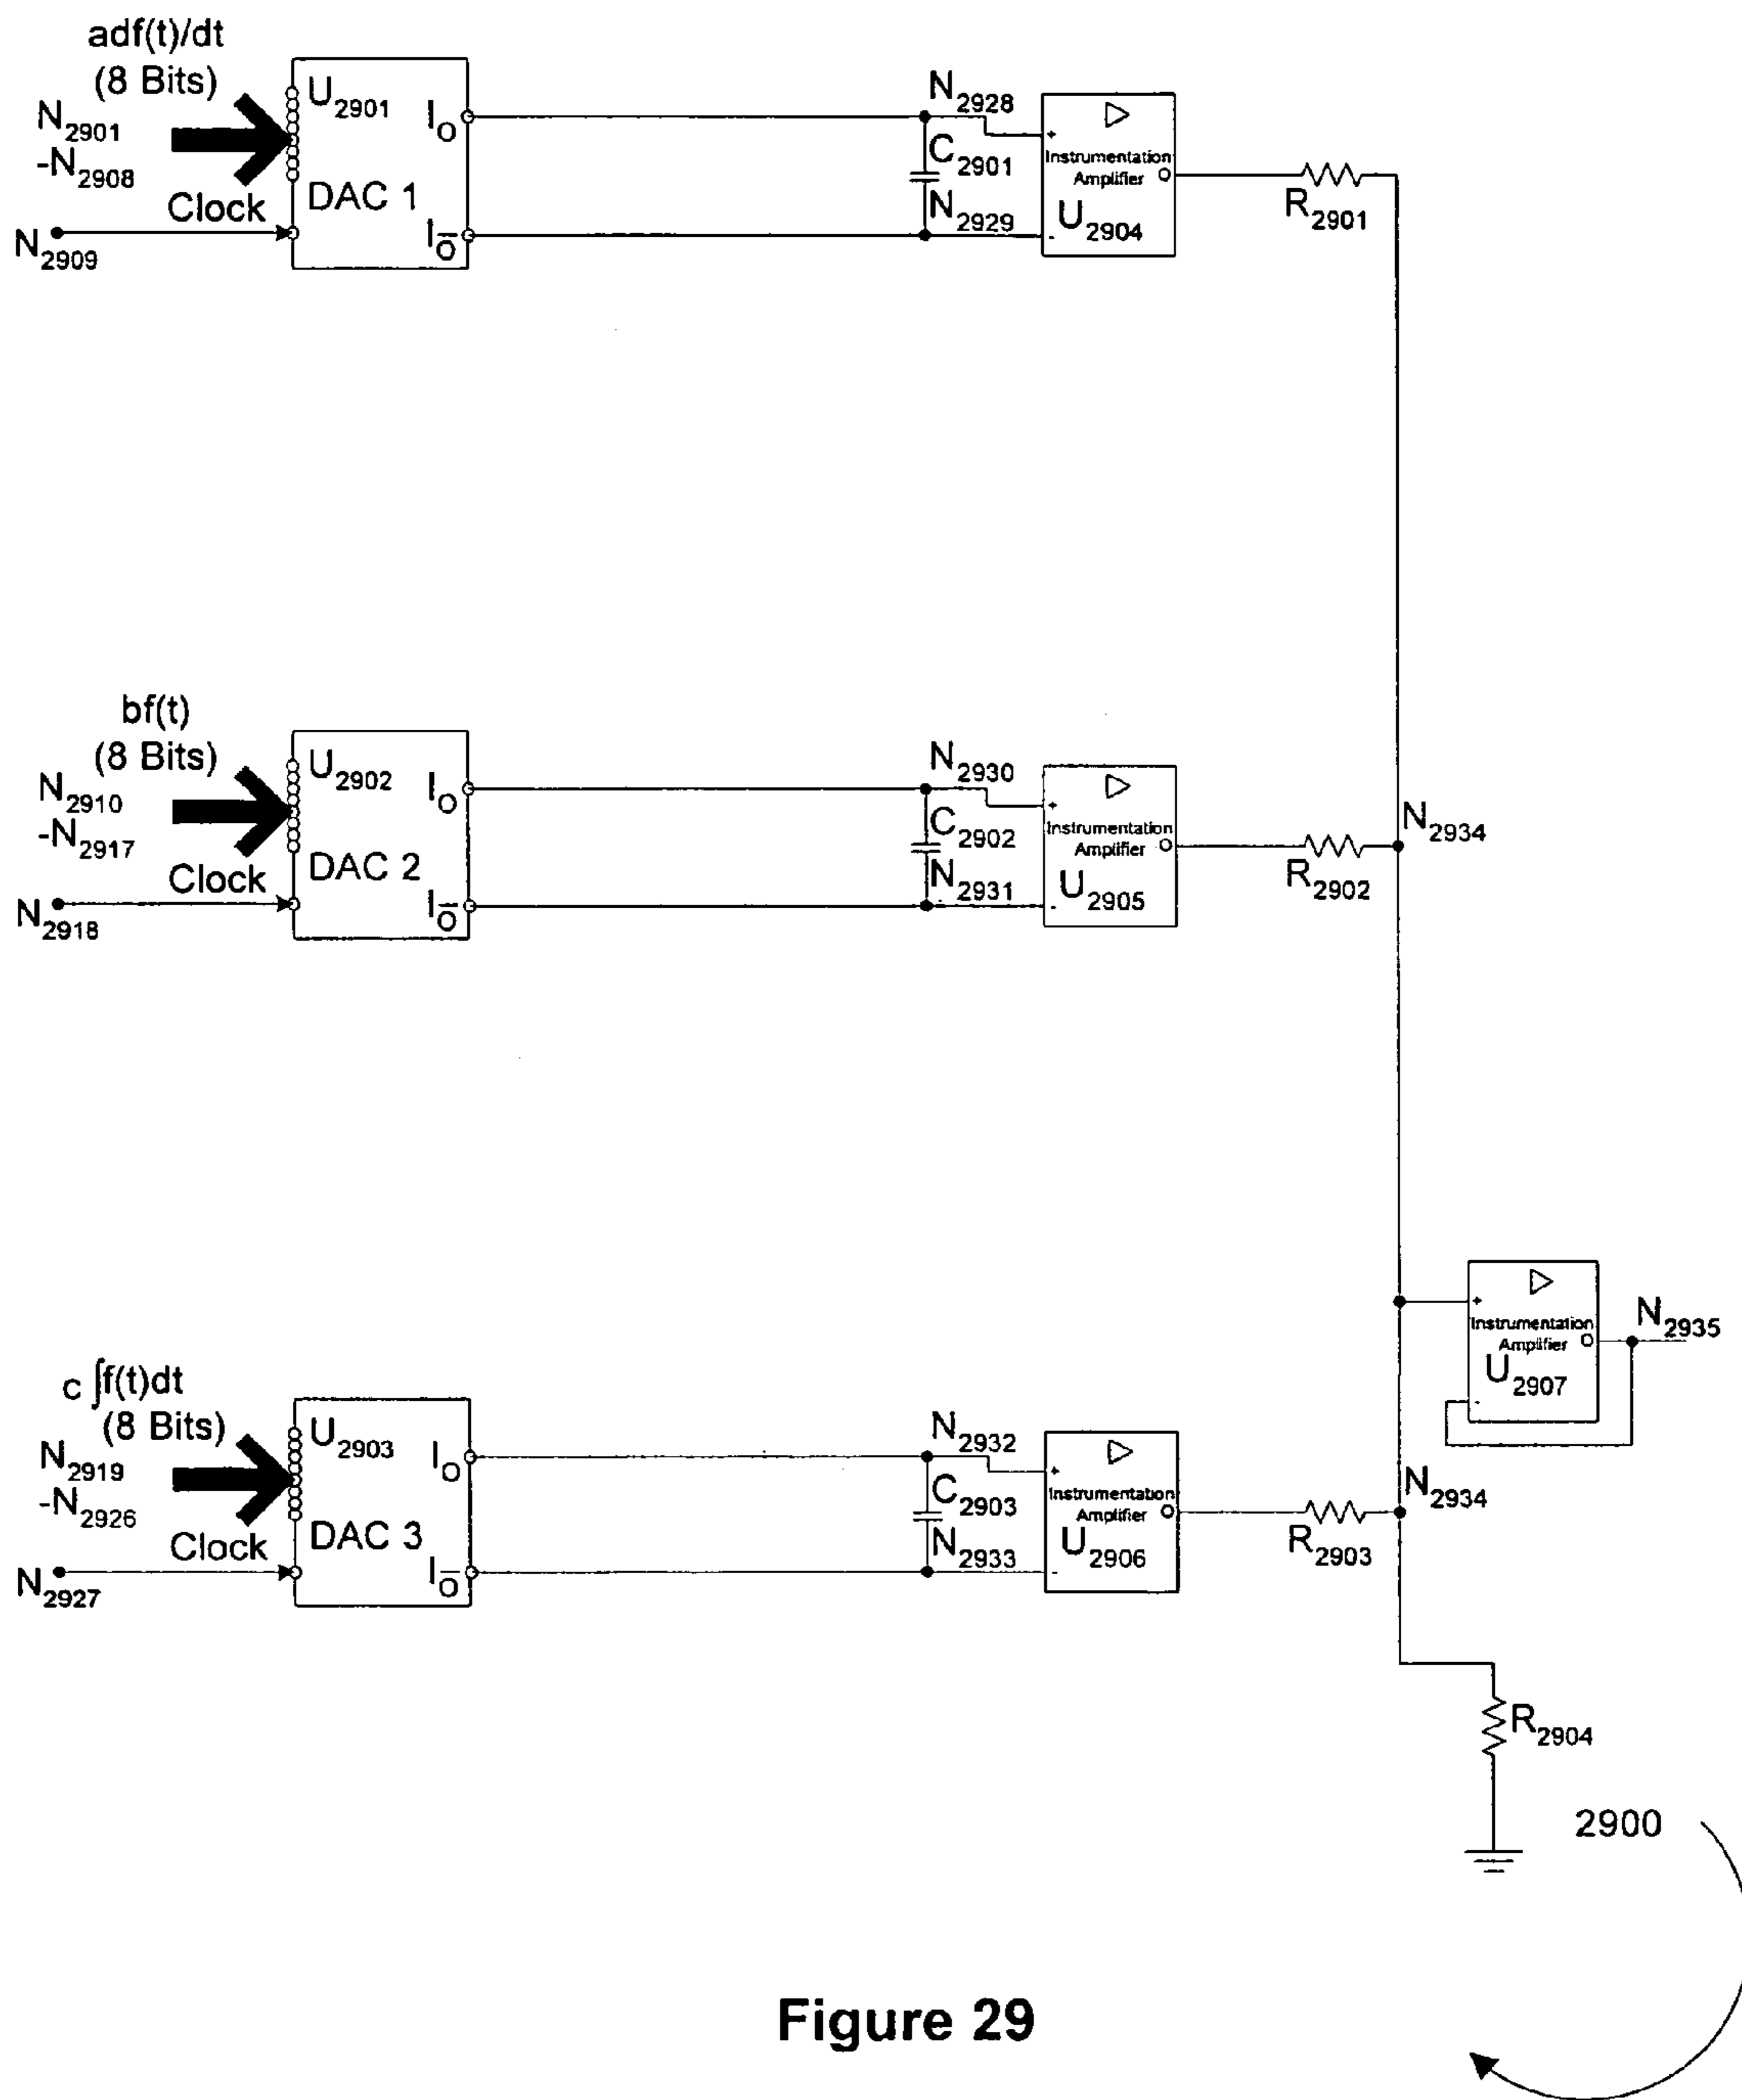 adf(t)/dt
(8 Bits)
N2901
-N2908
Clock
N2909
U2901
DAC 1
IO
IO̅
N2928
C2901
N2929
+
Instrumentation
Amplifier O
U2904
-
R2901
bf(t)
(8 Bits)
N2910
-N2917
Clock
N2918
U2902
DAC 2
IO
IO̅
N2930
C2902
N2931
+
Instrumentation
Amplifier O
U2905
-
R2902
N2934
c ∫f(t)dt
(8 Bits)
N2919
-N2926
Clock
N2927
U2903
DAC 3
IO
IO̅
N2932
C2903
N2933
+
Instrumentation
Amplifier O
U2906
-
R2903
N2934
+
Instrumentation
Amplifier O
U2907
-
N2935
R2904
2900
Figure 29